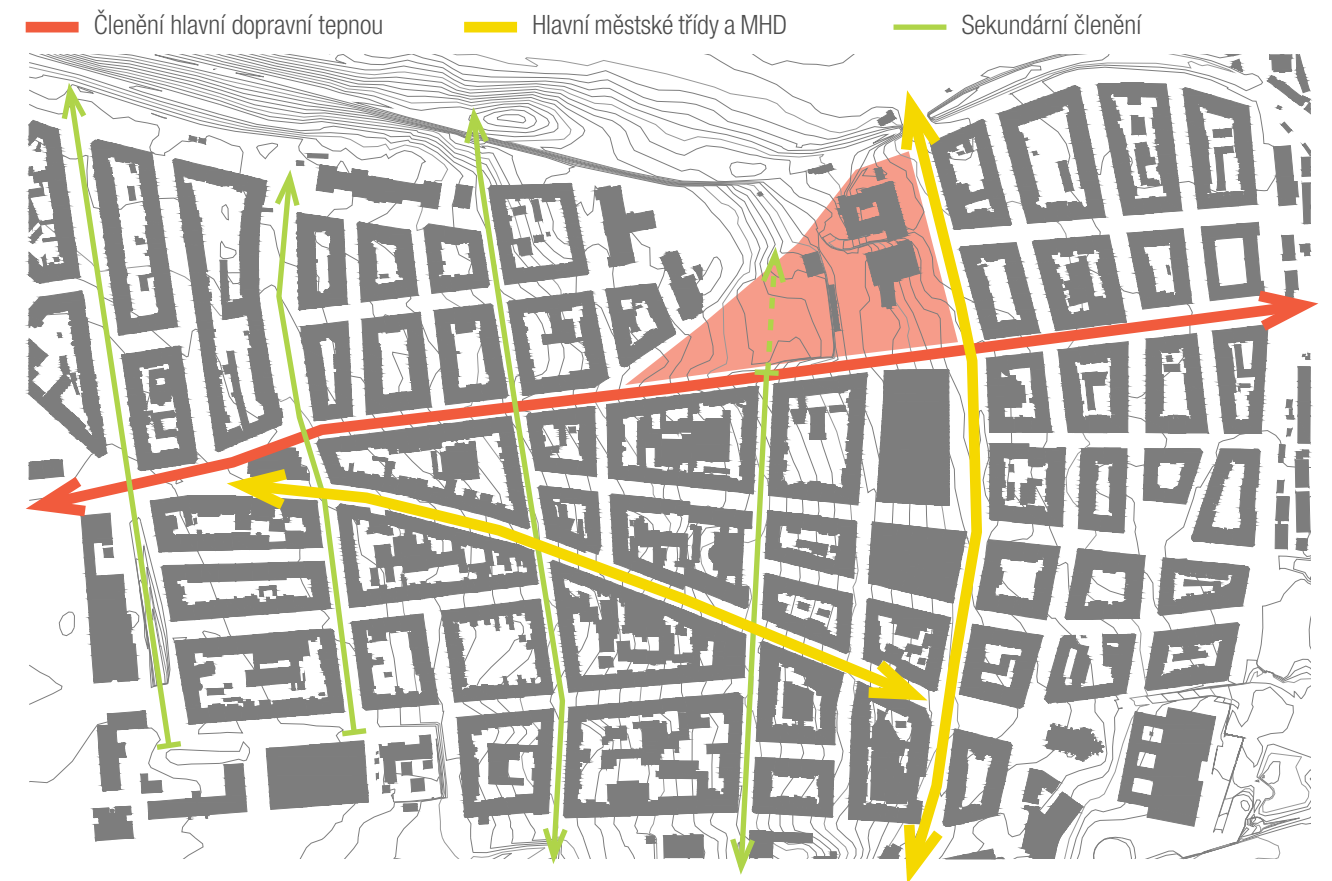 Členění hlavní dopravní tepnou
Hlavní městské třídy a MHD
Sekundární členění